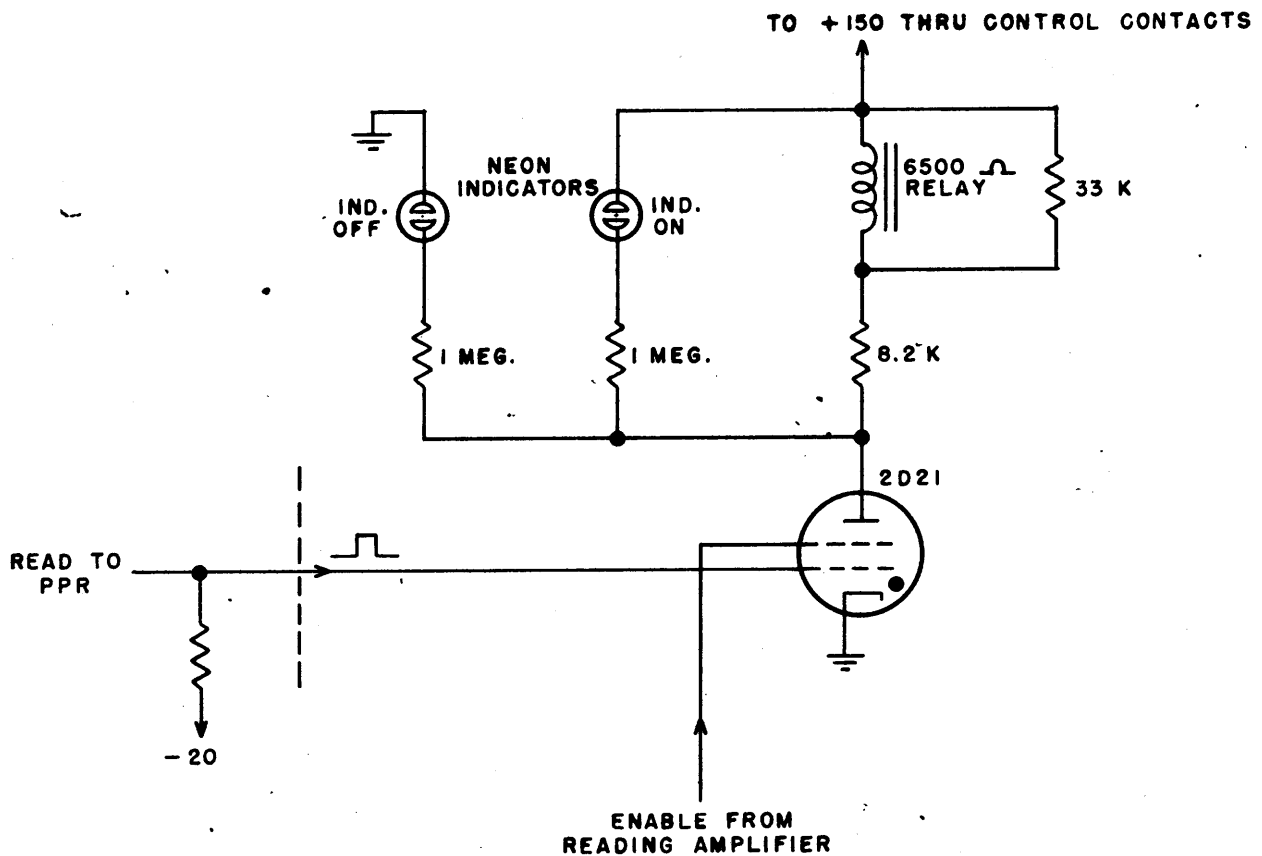 TO +150 THRU CONTROL CONTACTS
NEON
INDICATORS
IND.
OFF
IND.
ON
6500 Ω
RELAY
33 K
1 MEG.
1 MEG.
8.2 K
2D21
READ TO
PPR
-20
ENABLE FROM
READING AMPLIFIER